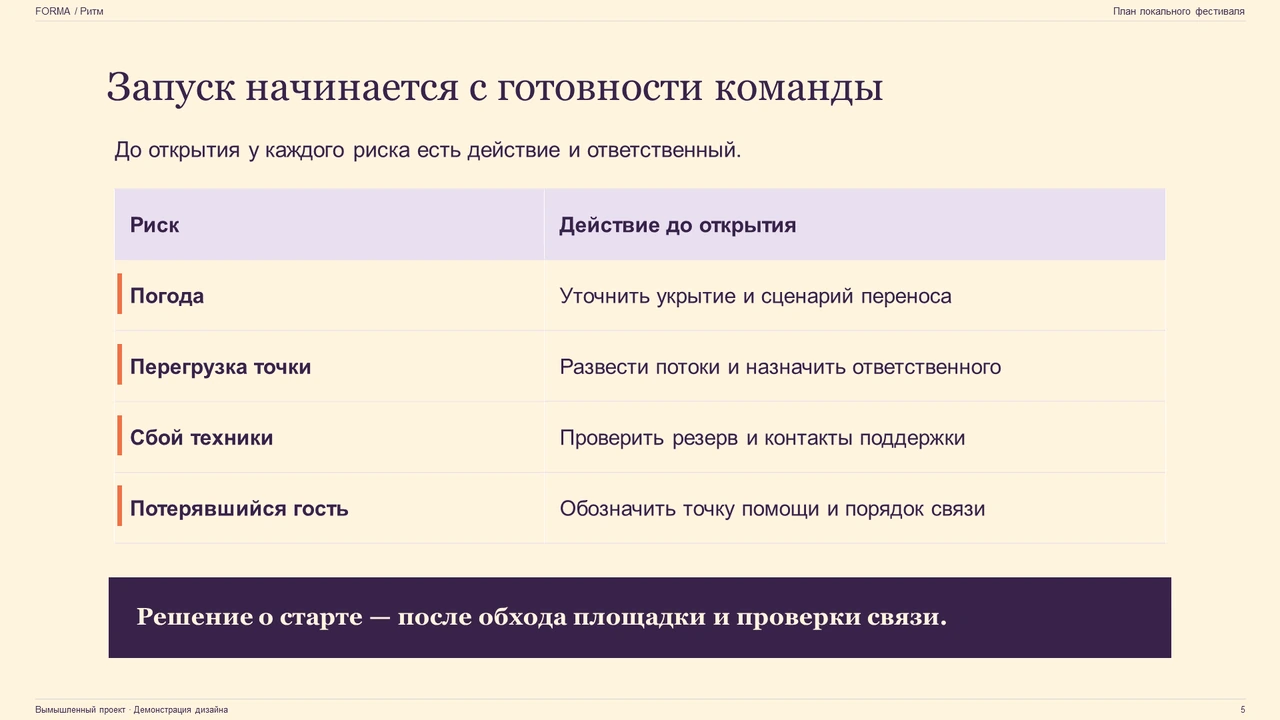 FORMA / Ритм
План локального фестиваля
Запуск начинается с готовности команды
До открытия у каждого риска есть действие и ответственный.
Риск
Действие до открытия
Погода
Уточнить укрытие и сценарий переноса
Перегрузка точки
Развести потоки и назначить ответственного
Сбой техники
Проверить резерв и контакты поддержки
Потерявшийся гость
Обозначить точку помощи и порядок связи
Решение о старте — после обхода площадки и проверки связи.
Вымышленный проект · Демонстрация дизайна
5